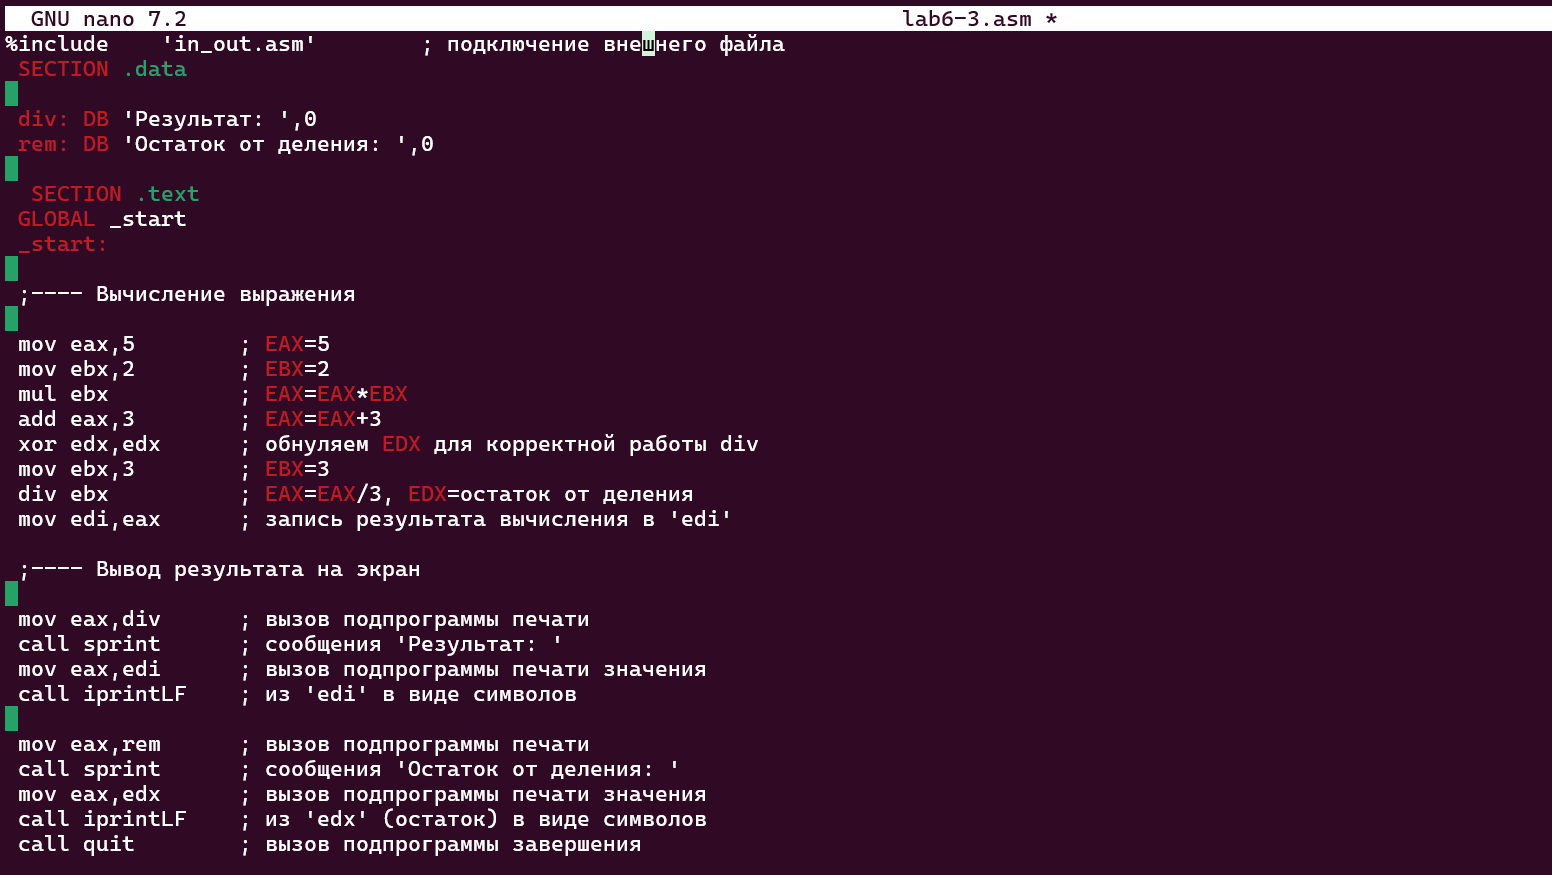 GNU nano 7.2 lab6-3.asm *
%include    'in_out.asm'        ; подключение внешнего файла
 SECTION .data
 div: DB 'Результат: ',0
 rem: DB 'Остаток от деления: ',0
  SECTION .text
 GLOBAL _start
 _start:
 ;---- Вычисление выражения
 mov eax,5        ; EAX=5
 mov ebx,2        ; EBX=2
 mul ebx          ; EAX=EAX*EBX
 add eax,3        ; EAX=EAX+3
 xor edx,edx      ; обнуляем EDX для корректной работы div
 mov ebx,3        ; EBX=3
 div ebx          ; EAX=EAX/3, EDX=остаток от деления
 mov edi,eax      ; запись результата вычисления в 'edi'
 ;---- Вывод результата на экран
 mov eax,div      ; вызов подпрограммы печати
 call sprint      ; сообщения 'Результат: '
 mov eax,edi      ; вызов подпрограммы печати значения
 call iprintLF    ; из 'edi' в виде символов
 mov eax,rem      ; вызов подпрограммы печати
 call sprint      ; сообщения 'Остаток от деления: '
 mov eax,edx      ; вызов подпрограммы печати значения
 call iprintLF    ; из 'edx' (остаток) в виде символов
 call quit        ; вызов подпрограммы завершения